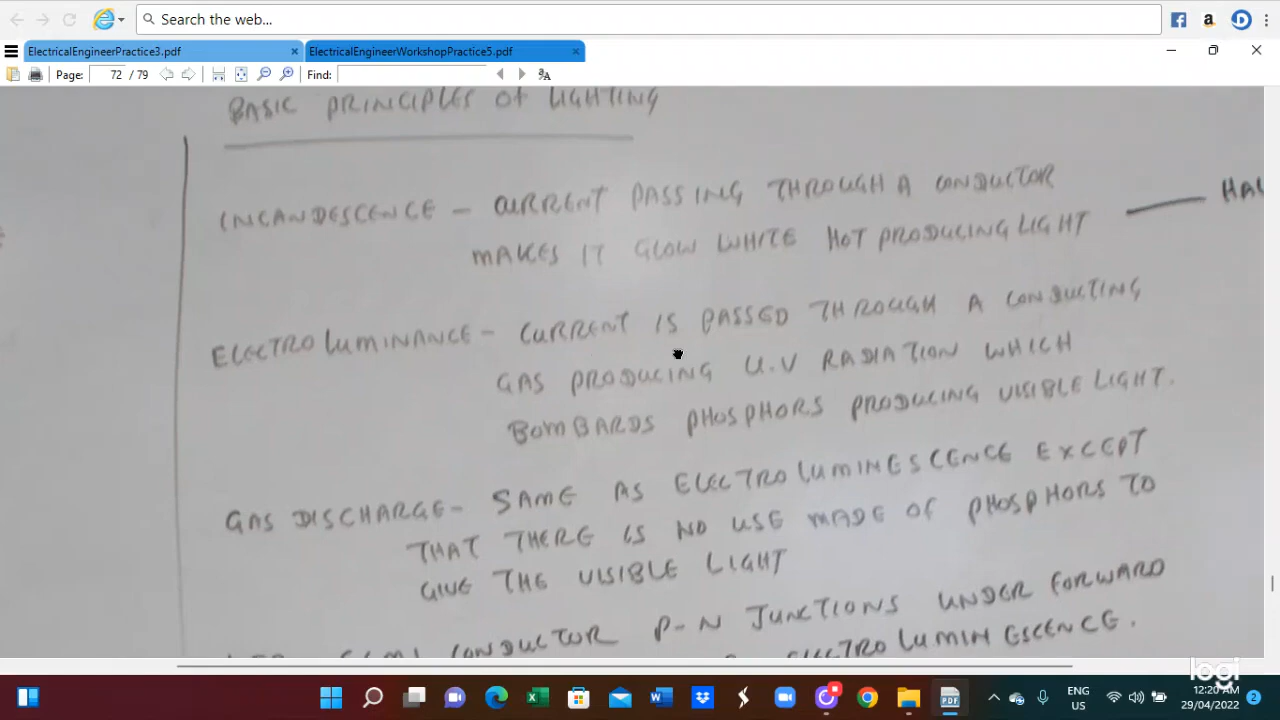 Search the web...
ElectricalEngineerPractice3.pdf
ElectricalEngineerWorkshopPractice5.pdf
Page: 72 / 79 Find:
BASIC PRINCIPLES OF LIGHTING
INCANDESCENCE - CURRENT PASSING THROUGH A CONDUCTOR
MAKES IT GLOW WHITE HOT PRODUCING LIGHT
ELECTROLUMINANCE - CURRENT IS PASSED THROUGH A CONDUCTING
GAS PRODUCING U.V RADIATION WHICH
BOMBARDS PHOSPHORS PRODUCING VISIBLE LIGHT.
GAS DISCHARGE - SAME AS ELECTROLUMINESCENCE EXCEPT
THAT THERE IS NO USE MADE OF PHOSPHORS TO
GIVE THE VISIBLE LIGHT
CONDUCTOR P-N JUNCTIONS UNDER FORWARD
ELECTROLUMINESCENCE.
logi
ENG
US
12:20 AM
29/04/2022
2